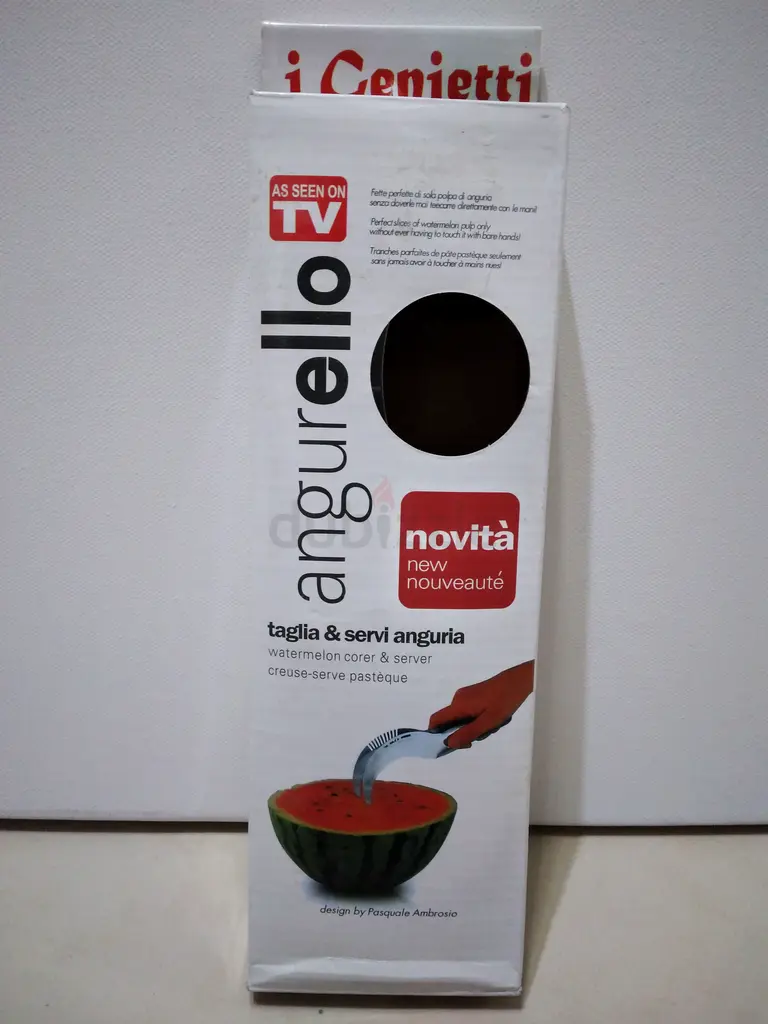 i Genietti
AS SEEN ON
TV
Fette perfette di sola polpa di anguria
senza doverle mai toccarre direttamente con le mani!
Perfect slices of watermelon pulp only
without ever having to touch it with bare hands!
Tranches parfaites de pâte pastèque seulement
sans jamais avoir à toucher à mains nues!
angurello
novità
new
nouveauté
taglia & servi anguria
watermelon corer & server
creuse-serve pastèque
design by Pasquale Ambrosio
dubizzle